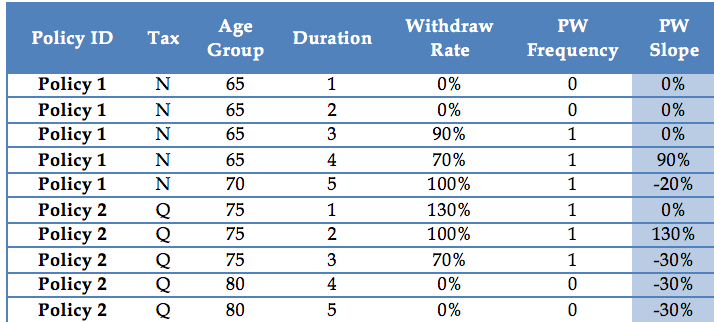 Policy ID Tax Age Group Duration Withdraw Rate PW Frequency PW Slope
Policy 1 N 65 1 0% 0 0%
Policy 1 N 65 2 0% 0 0%
Policy 1 N 65 3 90% 1 0%
Policy 1 N 65 4 70% 1 90%
Policy 1 N 70 5 100% 1 -20%
Policy 2 Q 75 1 130% 1 0%
Policy 2 Q 75 2 100% 1 130%
Policy 2 Q 75 3 70% 1 -30%
Policy 2 Q 80 4 0% 0 -30%
Policy 2 Q 80 5 0% 0 -30%